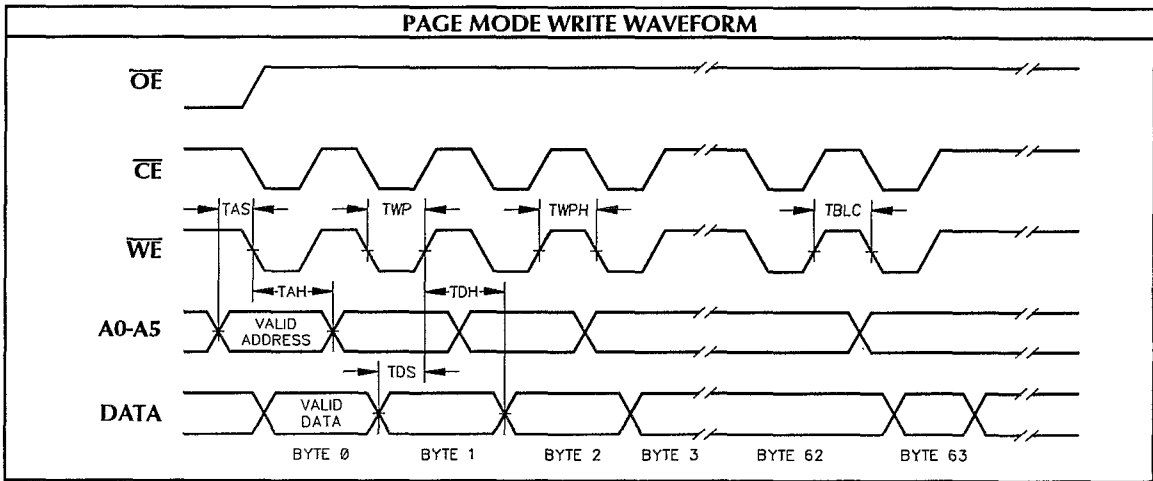 PAGE MODE WRITE WAVEFORM
OE
CE
TAS
TWP
TWPH
TBLC
WE
TAH
TDH
A0-A5
VALID
ADDRESS
TDS
DATA
VALID
DATA
BYTE 0
BYTE 1
BYTE 2
BYTE 3
BYTE 62
BYTE 63